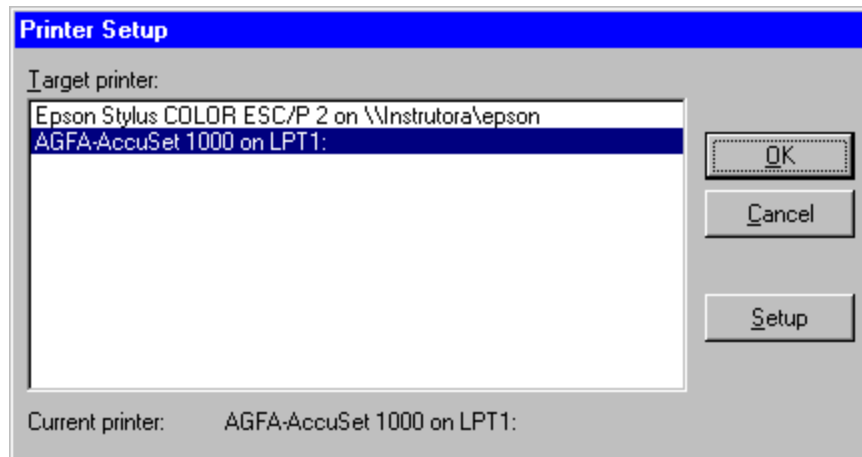 Printer Setup
Target printer:
Epson Stylus COLOR ESC/P 2 on \\Instrutora\epson
AGFA-AccuSet 1000 on LPT1:
OK
Cancel
Setup
Current printer: AGFA-AccuSet 1000 on LPT1: